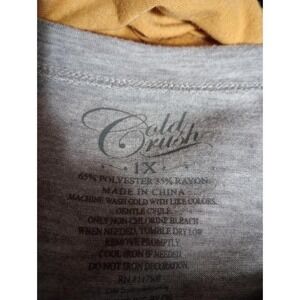 Cold
Crush
1X
65% POLYESTER 35% RAYON
MADE IN CHINA
MACHINE WASH COLD WITH LIKE COLORS,
GENTLE CYCLE,
ONLY NON-CHLORINE BLEACH
WHEN NEEDED, TUMBLE DRY LOW
REMOVE PROMPTLY,
COOL IRON IF NEEDED,
DO NOT IRON DECORATION